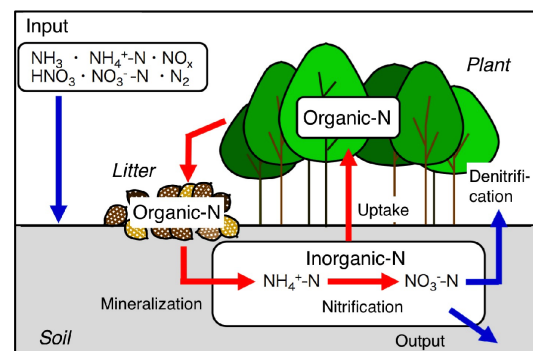 Input
NH₃ · NH₄⁺-N · NOₓ
HNO₃ · NO₃⁻-N · N₂
Plant
Organic-N
Litter
Organic-N
Denitrifi-
cation
Uptake
Inorganic-N
NH₄⁺-N
NO₃⁻-N
Mineralization
Nitrification
Soil
Output